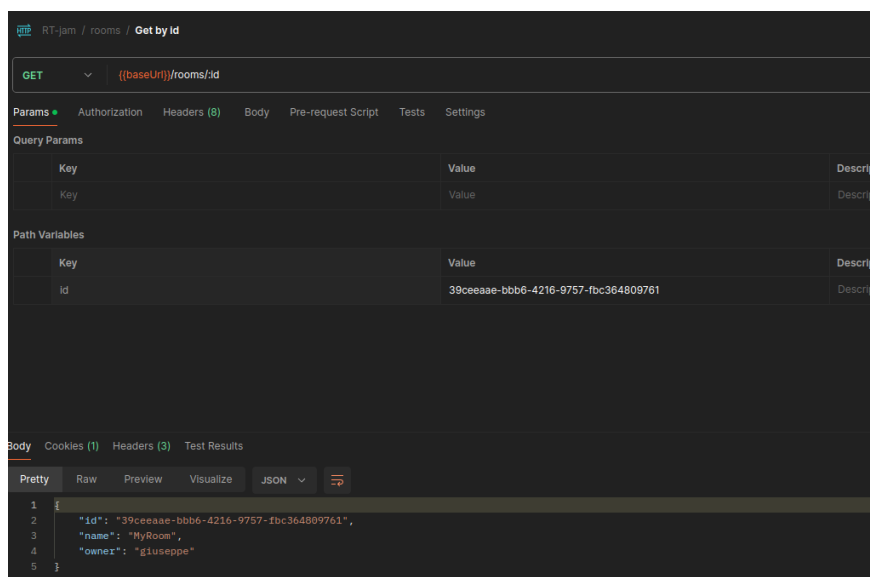 HTTP RT-jam / rooms / Get by id
GET {{baseUrl}}/rooms/:id
Params Authorization Headers (8) Body Pre-request Script Tests Settings
Query Params
Key Value Descri
Key Value Descri
Path Variables
Key Value Descri
id 39ceeaae-bbb6-4216-9757-fbc364809761 Descri
Body Cookies (1) Headers (3) Test Results
Pretty Raw Preview Visualize JSON
1 {
2 "id": "39ceeaae-bbb6-4216-9757-fbc364809761",
3 "name": "MyRoom",
4 "owner": "giuseppe"
5 }